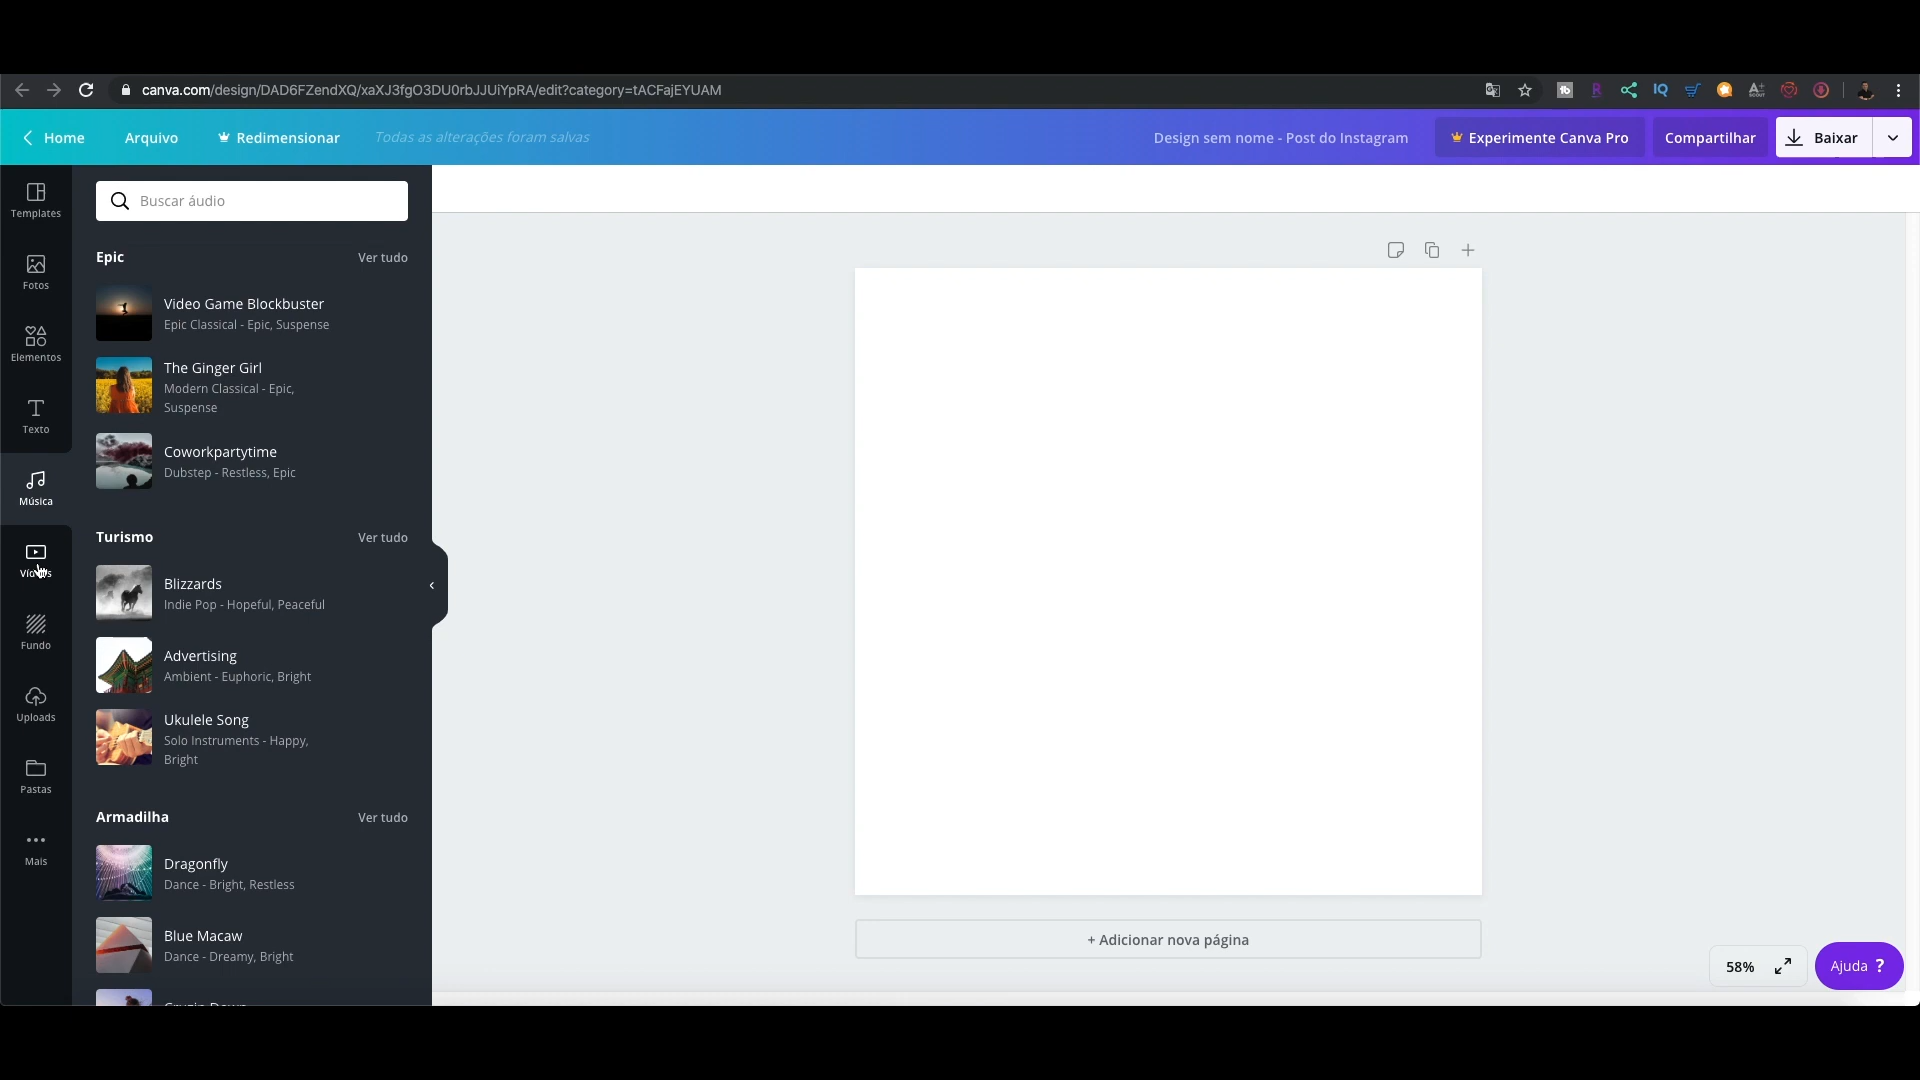 canva.com/design/DAD6FZendXQ/xaXJ3fgO3DU0rbJJUiYpRA/edit?category=tACFajEYUAM
Home
Arquivo
Redimensionar
Todas as alterações foram salvas
Design sem nome - Post do Instagram
Experimente Canva Pro
Compartilhar
Baixar
Templates
Fotos
Elementos
Texto
Música
Fundo
Uploads
Pastas
Mais
Buscar áudio
Epic
Ver tudo
Video Game Blockbuster
Epic Classical - Epic, Suspense
The Ginger Girl
Modern Classical - Epic,
Suspense
Coworkpartytime
Dubstep - Restless, Epic
Turismo
Ver tudo
Blizzards
Indie Pop - Hopeful, Peaceful
Advertising
Ambient - Euphoric, Bright
Ukulele Song
Solo Instruments - Happy,
Bright
Armadilha
Ver tudo
Dragonfly
Dance - Bright, Restless
Blue Macaw
Dance - Dreamy, Bright
+ Adicionar nova página
58%
Ajuda ?